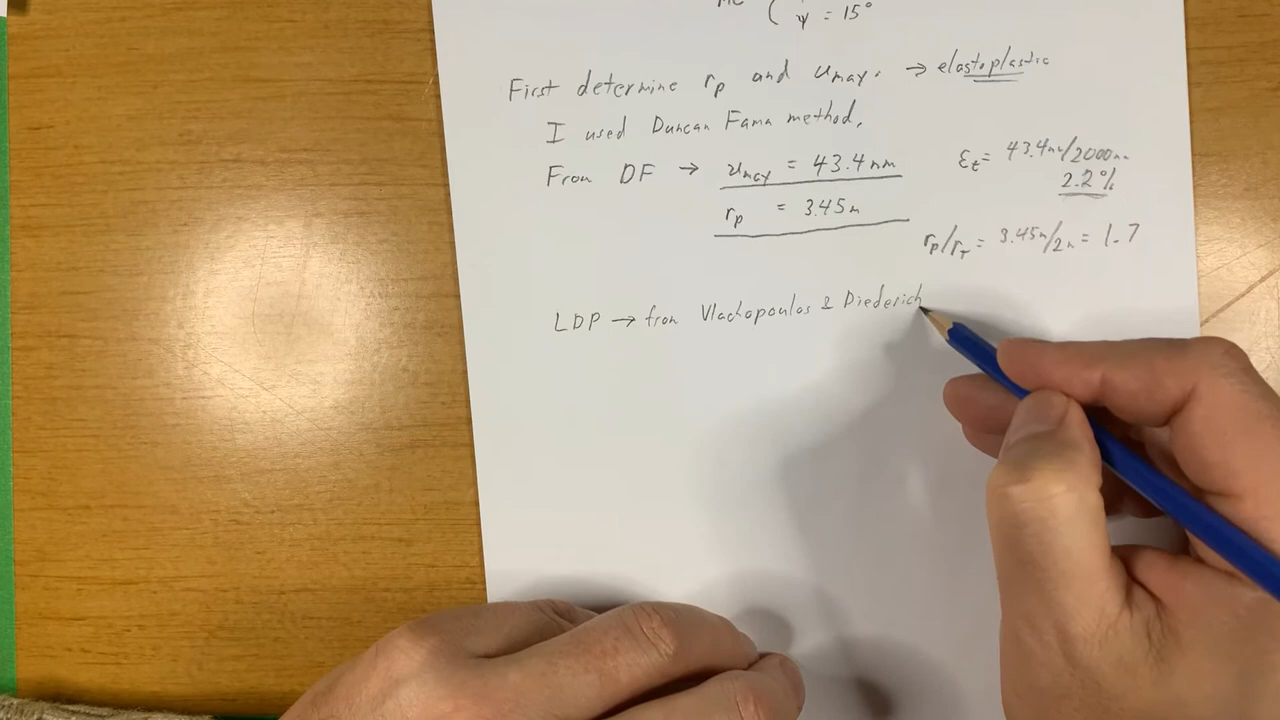 ψ = 15°
First determine rp and umax. → elastoplastic
I used Duncan Fama method.
From DF → umax = 43.4mm
rp = 3.45m
εt = 43.4mm/2000mm
2.2%
rp/rT = 3.45m/2m = 1.7
LDP → from Vlachopoulos & Diederich